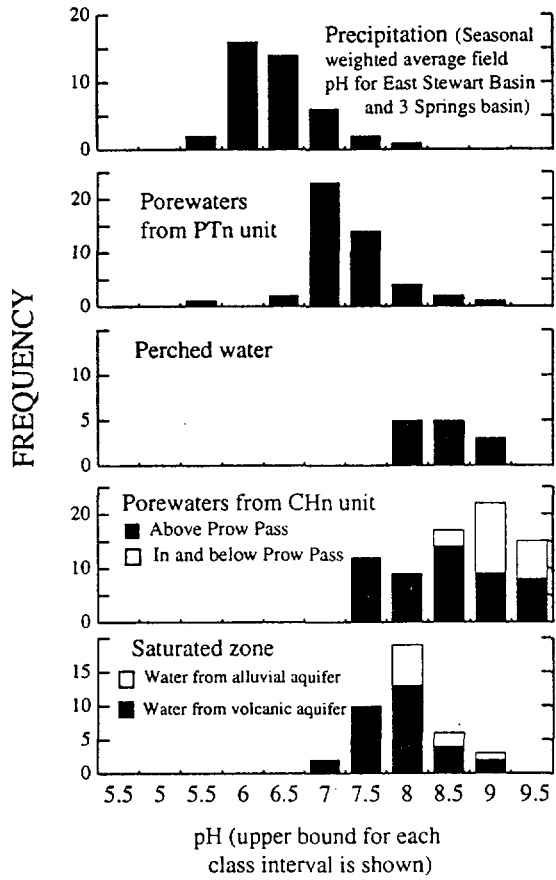 20
10
0
Precipitation (Seasonal
weighted average field
pH for East Stewart Basin
and 3 Springs basin)
20
10
0
Porewaters
from PTn unit
FREQUENCY
15
10
5
0
Perched water
20
10
0
Porewaters from CHn unit
Above Prow Pass
In and below Prow Pass
15
10
5
0
Saturated zone
Water from alluvial aquifer
Water from volcanic aquifer
5.5 5 5.5 6 6.5 7 7.5 8 8.5 9 9.5
pH (upper bound for each
class interval is shown)